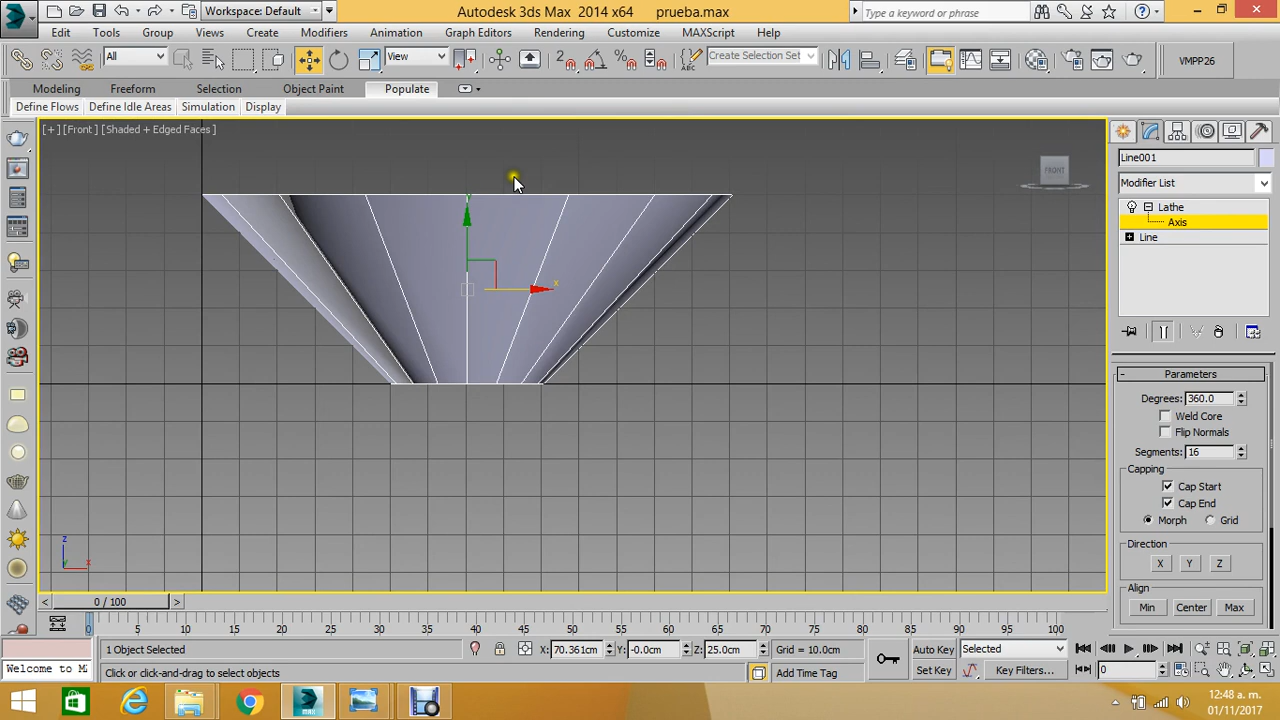 Workspace: Default
Autodesk 3ds Max 2014 x64 prueba.max
Type a keyword or phrase
Edit Tools Group Views Create Modifiers Animation Graph Editors Rendering Customize MAXScript Help
All
View
Create Selection Set
VMPP26
Modeling Freeform Selection Object Paint Populate
Define Flows Define Idle Areas Simulation Display
[+] [Front ] [Shaded + Edged Faces ]
FRONT
y
x
z
y
x
Line001
Modifier List
Lathe
Axis
Line
Parameters
Degrees: 360.0
Weld Core
Flip Normals
Segments: 16
Capping
Cap Start
Cap End
Morph Grid
Direction
X Y Z
Align
Min Center Max
0 / 100
0 5 10 15 20 25 30 35 40 45 50 55 60 65 70 75 80 85 90 95 100
1 Object Selected
X: 70.361cm Y: -0.0cm Z: 25.0cm
Grid = 10.0cm
Auto Key Selected
Welcome to M
Click or click-and-drag to select objects
Add Time Tag
Set Key Key Filters...
0
12:48 a. m.
01/11/2017